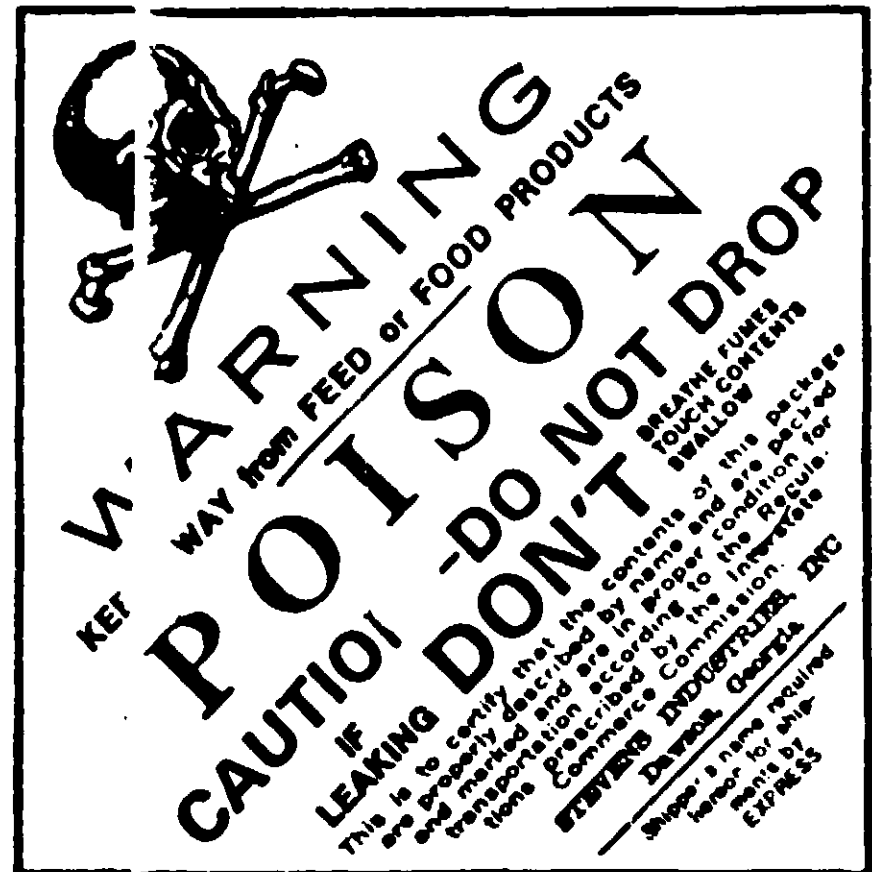 WARNING
KEE WAY from FEED or FOOD PRODUCTS
POISON
CAUTION -DO NOT DROP
IF LEAKING DON'T BREATHE FUMES
TOUCH CONTENTS
SWALLOW
This is to certify that the contents of this package
are properly described by name and are packed
and marked and are in proper condition for
transportation according to the Regula-
tions prescribed by the Interstate
Commerce Commission.
STEVENS INDUSTRIES, INC
Dawson, Georgia
Shipper's name required
hereon for ship-
ments by
EXPRESS